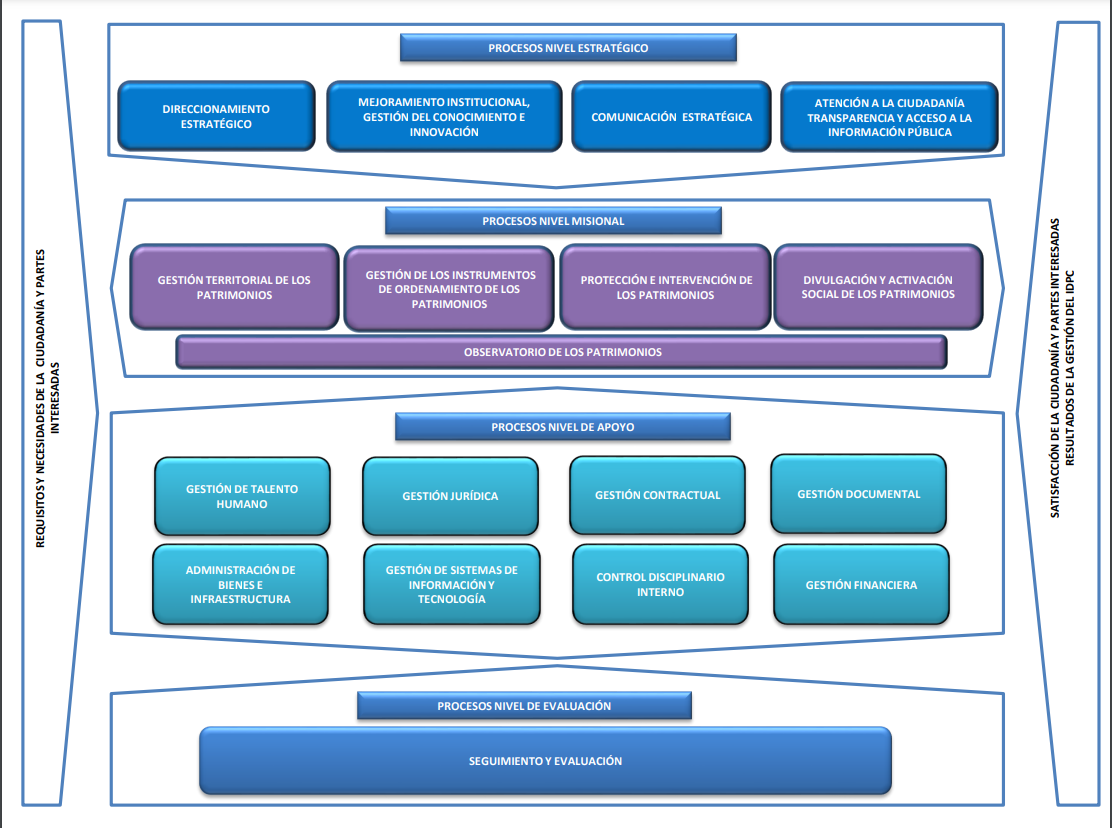 REQUISITOS Y NECESIDADES DE LA CIUDADANÍA Y PARTES
INTERESADAS
PROCESOS NIVEL ESTRATÉGICO
DIRECCIONAMIENTO
ESTRATÉGICO
MEJORAMIENTO INSTITUCIONAL,
GESTIÓN DEL CONOCIMIENTO E
INNOVACIÓN
COMUNICACIÓN ESTRATÉGICA
ATENCIÓN A LA CIUDADANÍA
TRANSPARENCIA Y ACCESO A LA
INFORMACIÓN PÚBLICA
PROCESOS NIVEL MISIONAL
GESTIÓN TERRITORIAL DE LOS
PATRIMONIOS
GESTIÓN DE LOS INSTRUMENTOS
DE ORDENAMIENTO DE LOS
PATRIMONIOS
PROTECCIÓN E INTERVENCIÓN DE
LOS PATRIMONIOS
DIVULGACIÓN Y ACTIVACIÓN
SOCIAL DE LOS PATRIMONIOS
OBSERVATORIO DE LOS PATRIMONIOS
PROCESOS NIVEL DE APOYO
GESTIÓN DE TALENTO
HUMANO
GESTIÓN JURÍDICA
GESTIÓN CONTRACTUAL
GESTIÓN DOCUMENTAL
ADMINISTRACIÓN DE
BIENES E
INFRAESTRUCTURA
GESTIÓN DE SISTEMAS DE
INFORMACIÓN Y
TECNOLOGÍA
CONTROL DISCIPLINARIO
INTERNO
GESTIÓN FINANCIERA
PROCESOS NIVEL DE EVALUACIÓN
SEGUIMIENTO Y EVALUACIÓN
SATISFACCIÓN DE LA CIUDADANÍA Y PARTES INTERESADAS
RESULTADOS DE LA GESTIÓN DEL IDPC